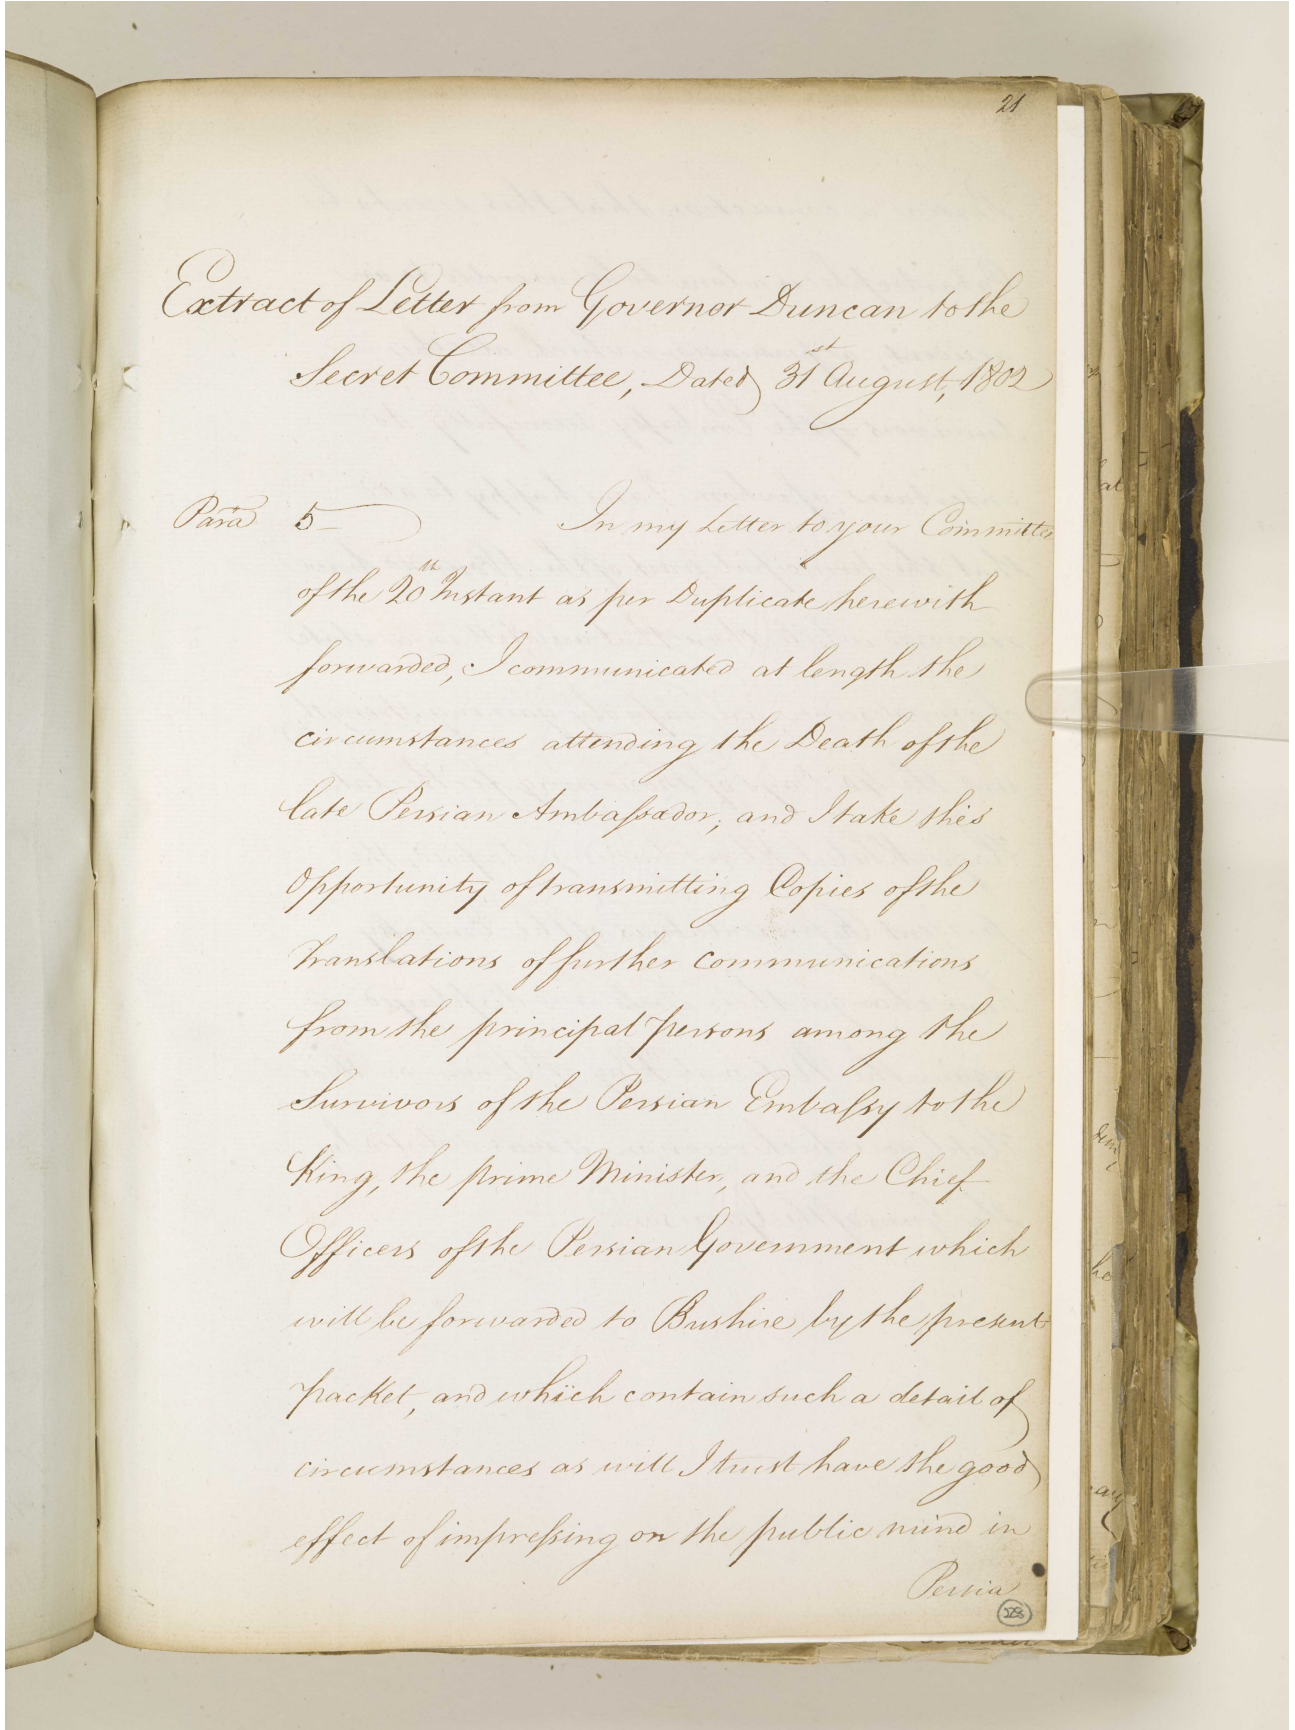 21
Extract of Letter from Governor Duncan to the
Secret Committee, Dated 31st August, 1802
Para 5 In my Letter to your Committee
of the 20th Instant as per Duplicate herewith
forwarded, I communicated at length the
circumstances attending the Death of the
late Persian Ambaſsador; and I take this
Opportunity of transmitting Copies of the
Translations of further communications
from the principal persons among the
Survivors of the Persian Embaſsy to the
King, the prime Minister, and the Chief
Officers of the Persian Government which
will be forwarded to Bushire by the present
packet, and which contain such a detail of
circumstances as will I trust have the good
effect of impreſsing on the public mind in
Persia